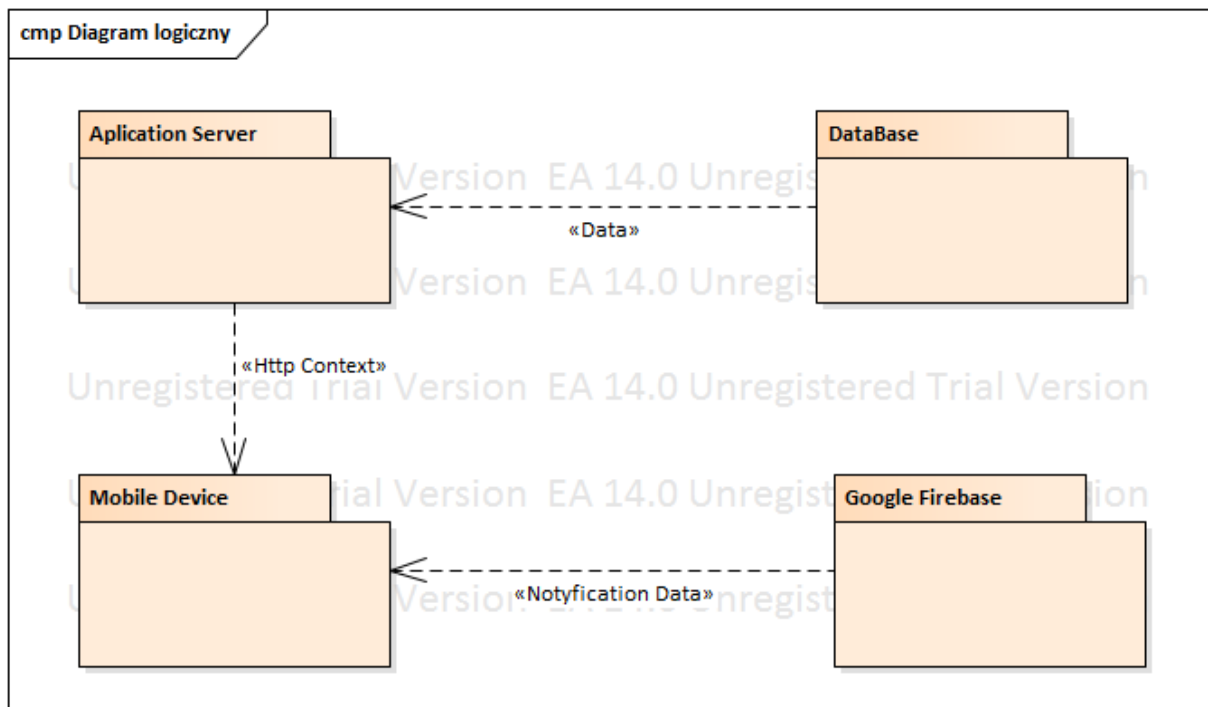 cmp Diagram logiczny
Aplication Server
DataBase
«Data»
«Http Context»
Mobile Device
Google Firebase
«Notyfication Data»
Unregistered Trial Version EA 14.0 Unregistered Trial Version